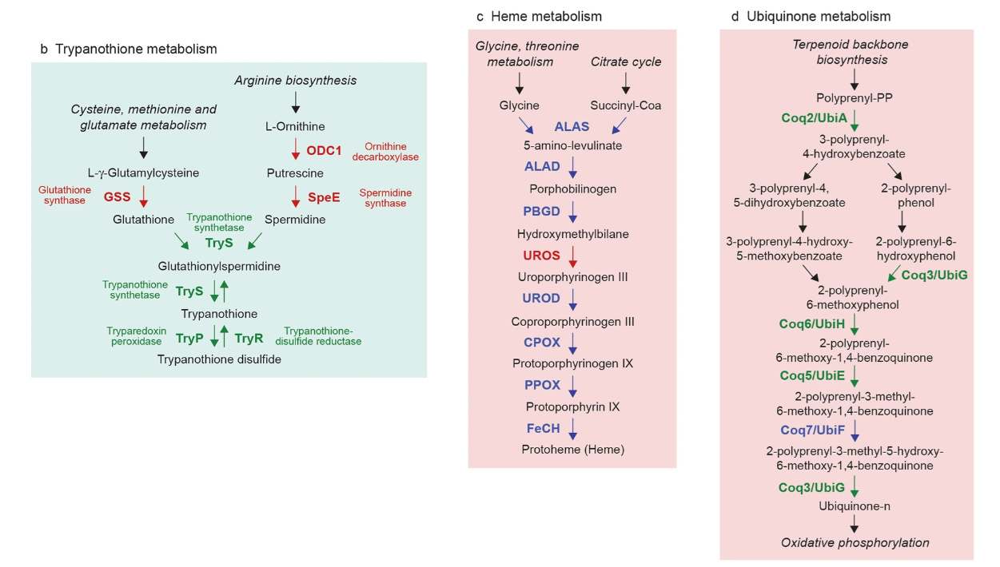 b Trypanothione metabolism
Arginine biosynthesis
Cysteine, methionine and
glutamate metabolism
L-Ornithine
ODC1
Ornithine
decarboxylase
L-γ-Glutamylcysteine
Putrescine
Glutathione
synthase
GSS
SpeE
Spermidine
synthase
Glutathione
Trypanothione
synthetase
Spermidine
TryS
Glutathionylspermidine
Trypanothione
synthetase
TryS
Trypanothione
Tryparedoxin
peroxidase
TryP
TryR
Trypanothione-
disulfide reductase
Trypanothione disulfide
c Heme metabolism
Glycine, threonine
metabolism
Citrate cycle
Glycine
Succinyl-Coa
ALAS
5-amino-levulinate
ALAD
Porphobilinogen
PBGD
Hydroxymethylbilane
UROS
Uroporphyrinogen III
UROD
Coproporphyrinogen III
CPOX
Protoporphyrinogen IX
PPOX
Protoporphyrin IX
FeCH
Protoheme (Heme)
d Ubiquinone metabolism
Terpenoid backbone
biosynthesis
Polyprenyl-PP
Coq2/UbiA
3-polyprenyl-
4-hydroxybenzoate
3-polyprenyl-4,
5-dihydroxybenzoate
2-polyprenyl-
phenol
3-polyprenyl-4-hydroxy-
5-methoxybenzoate
2-polyprenyl-6-
hydroxyphenol
Coq3/UbiG
2-polyprenyl-
6-methoxyphenol
Coq6/UbiH
2-polyprenyl-
6-methoxy-1,4-benzoquinone
Coq5/UbiE
2-polyprenyl-3-methyl-
6-methoxy-1,4-benzoquinone
Coq7/UbiF
2-polyprenyl-3-methyl-5-hydroxy-
6-methoxy-1,4-benzoquinone
Coq3/UbiG
Ubiquinone-n
Oxidative phosphorylation